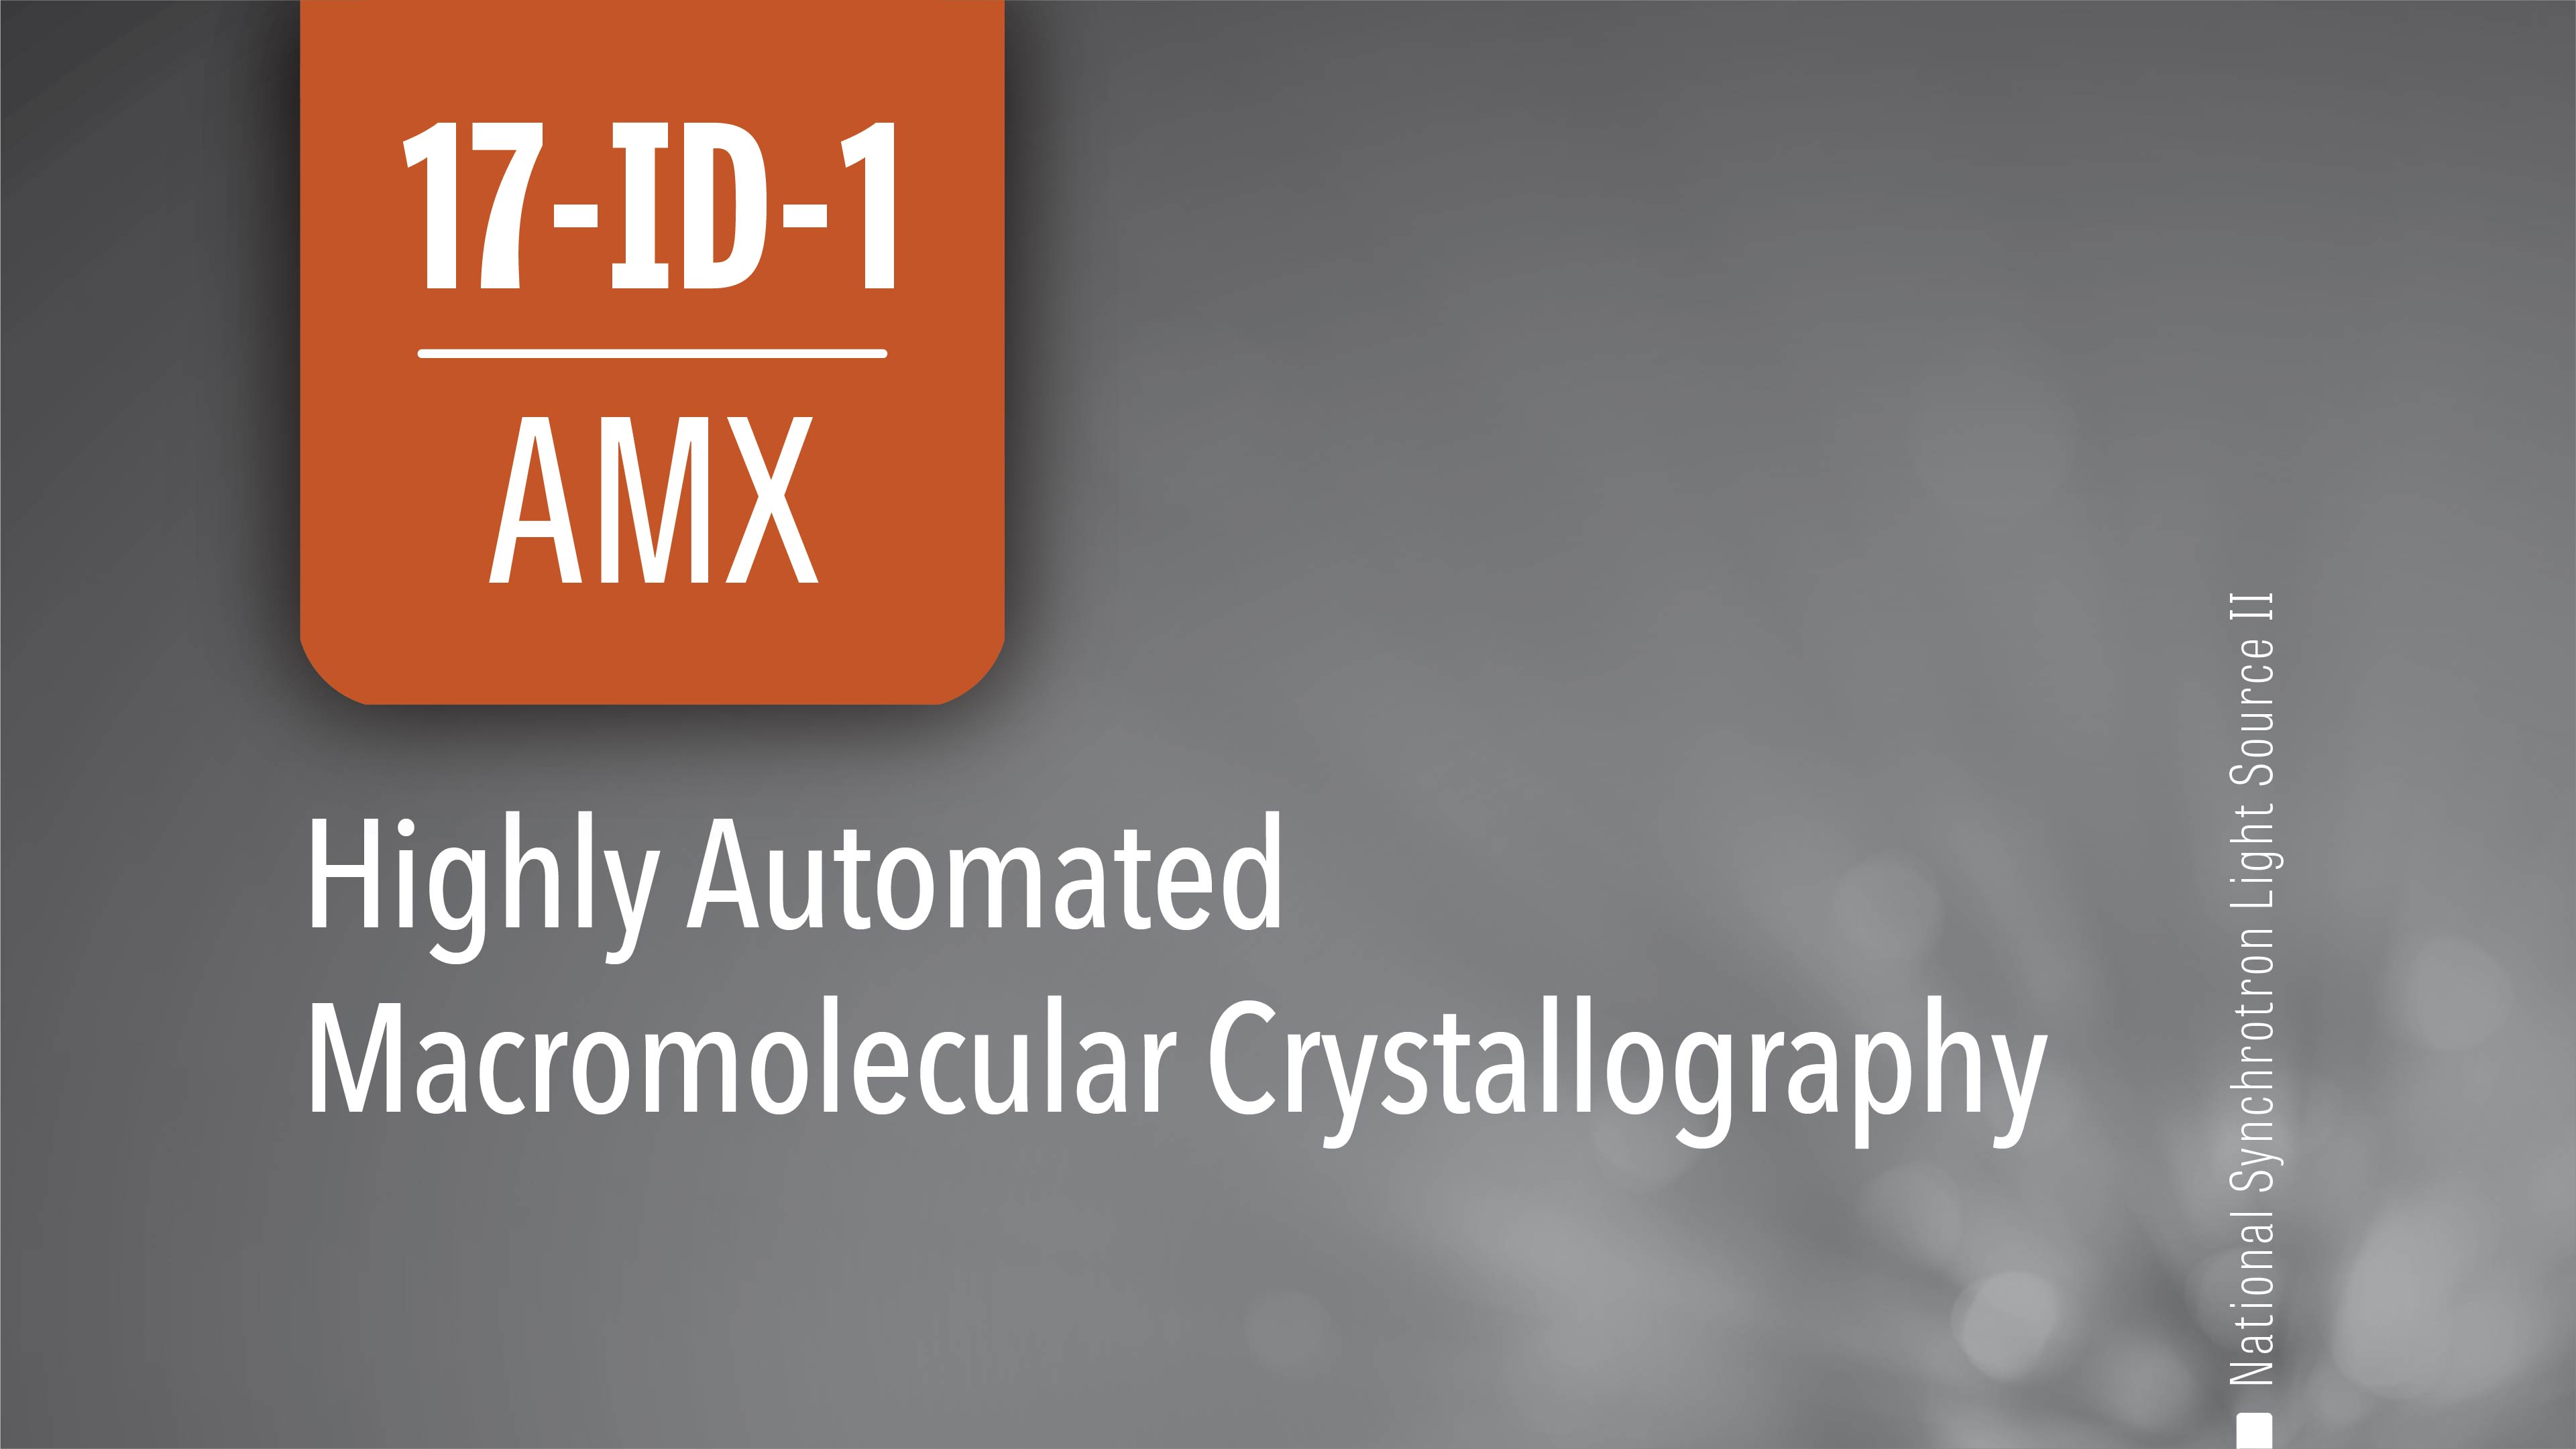 17-ID-1
AMX
Highly Automated
Macromolecular Crystallography
National Synchrotron Light Source II